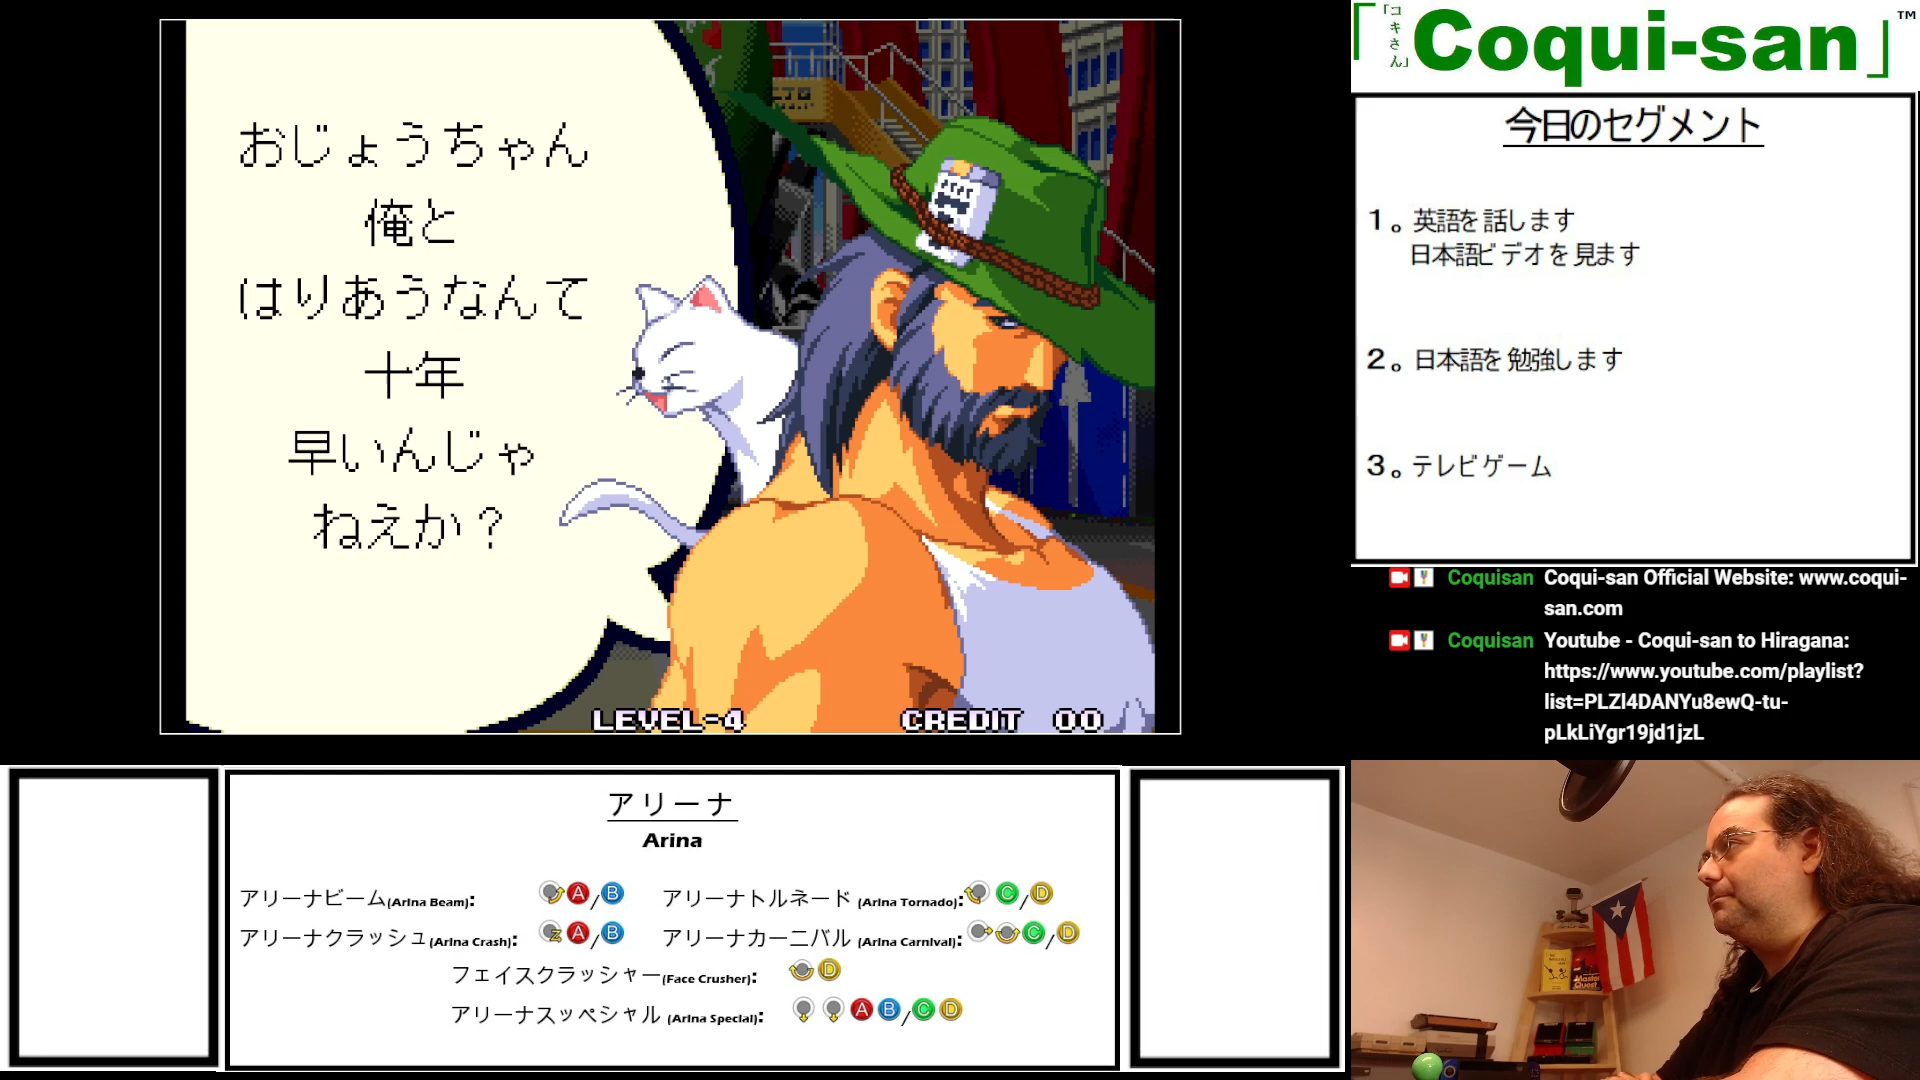 おじょうちゃん
俺と
はりあうなんて
十年
早いんじゃ
ねえか？
LEVEL-4
CREDIT 00
「コキさん」
「Coqui-san」™
今日のセグメント
1。英語を話します
日本語ビデオを見ます
2。日本語を勉強します
3。テレビゲーム
Coquisan Coqui-san Official Website: www.coqui-
san.com
Coquisan Youtube - Coqui-san to Hiragana:
https://www.youtube.com/playlist?
list=PLZl4DANYu8ewQ-tu-
pLkLiYgr19jd1jzL
アリーナ
Arina
アリーナビーム(Arina Beam): A/B
アリーナトルネード (Arina Tornado): C/D
アリーナクラッシュ(Arina Crash): Z A/B
アリーナカーニバル (Arina Carnival): C/D
フェイスクラッシャー(Face Crusher): D
アリーナスッペシャル (Arina Special): A B/C D
Master
Quest